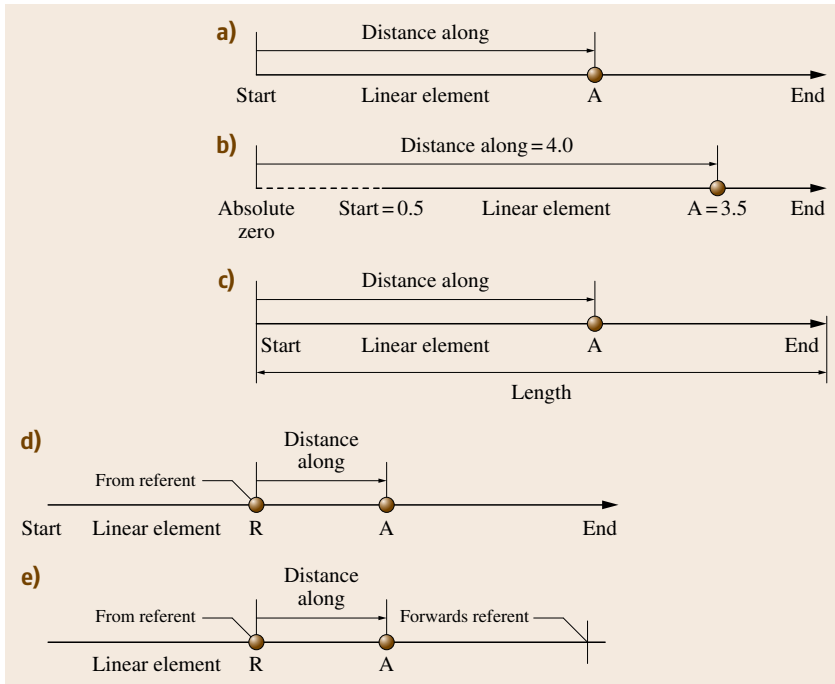 a)
Distance along
Start Linear element A End
b)
Distance along = 4.0
Absolute zero Start = 0.5 Linear element A = 3.5 End
c)
Distance along
Start Linear element A End
Length
d)
Distance along
From referent
Start Linear element R A End
e)
Distance along
From referent Forwards referent
Linear element R A